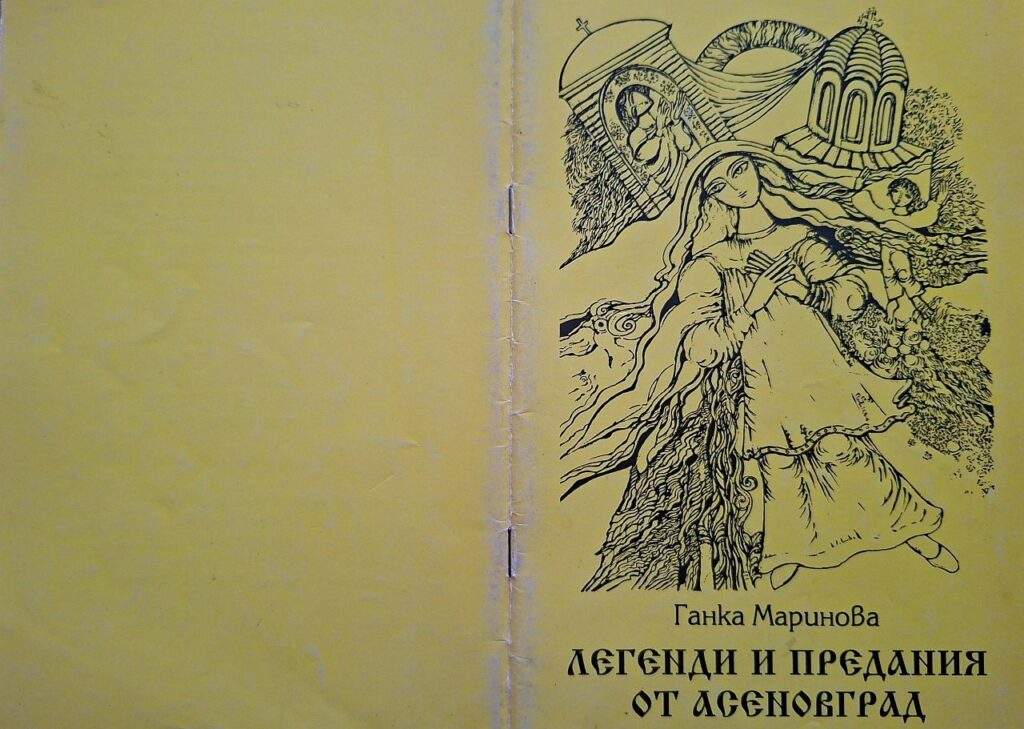 Ганка Маринова
ЛЕГЕНДИ И ПРЕДАНИЯ
ОТ АСЕНОВГРАД